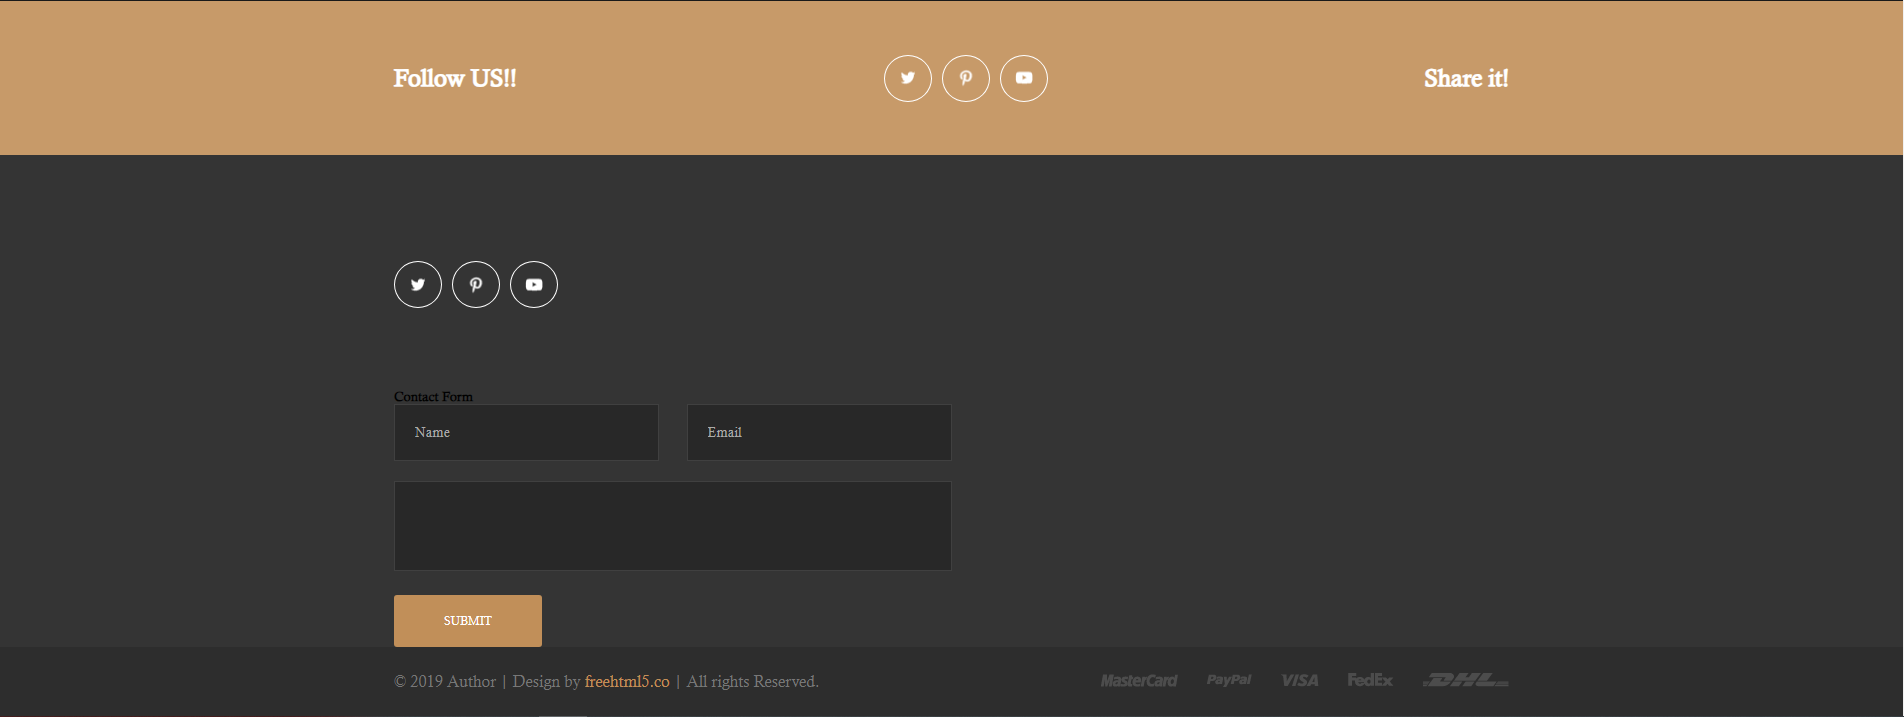 Follow US!!
Share it!
Contact Form
Name
Email
SUBMIT
© 2019 Author | Design by freehtml5.co | All rights Reserved.
MasterCard PayPal VISA FedEx DHL